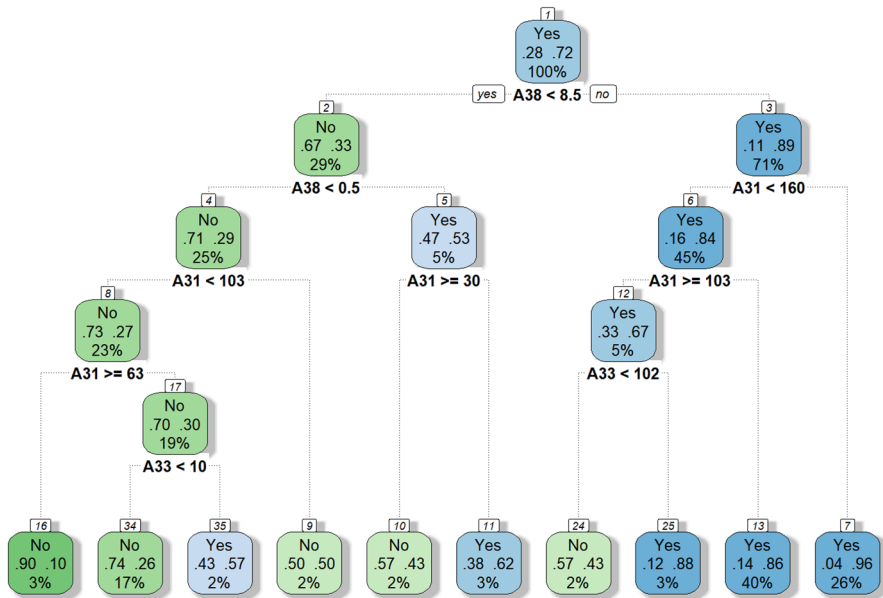 1
Yes
.28 .72
100%
yes A38 < 8.5 no
2
No
.67 .33
29%
A38 < 0.5
3
Yes
.11 .89
71%
A31 < 160
4
No
.71 .29
25%
A31 < 103
5
Yes
.47 .53
5%
A31 >= 30
6
Yes
.16 .84
45%
A31 >= 103
8
No
.73 .27
23%
A31 >= 63
12
Yes
.33 .67
5%
A33 < 102
17
No
.70 .30
19%
A33 < 10
16
No
.90 .10
3%
34
No
.74 .26
17%
35
Yes
.43 .57
2%
9
No
.50 .50
2%
10
No
.57 .43
2%
11
Yes
.38 .62
3%
24
No
.57 .43
2%
25
Yes
.12 .88
3%
13
Yes
.14 .86
40%
7
Yes
.04 .96
26%